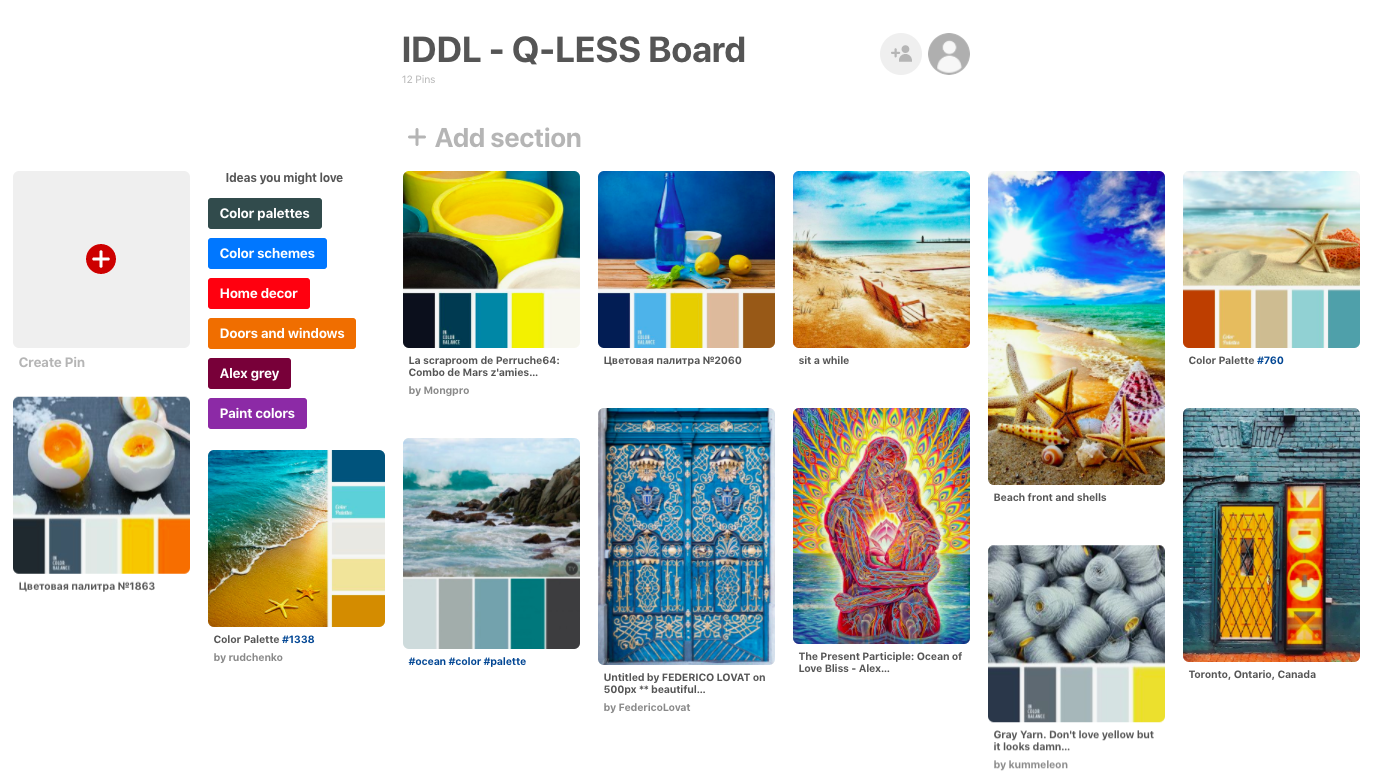 IDDL - Q-LESS Board
12 Pins
Add section
Create Pin
Цветовая палитра №1863
Ideas you might love
Color palettes
Color schemes
Home decor
Doors and windows
Alex grey
Paint colors
Color Palette #1338
by rudchenko
La scraproom de Perruche64:
Combo de Mars z'amies...
by Mongpro
#ocean #color #palette
Цветовая палитра №2060
Untitled by FEDERICO LOVAT on
500px ** beautiful...
by FedericoLovat
sit a while
The Present Participle: Ocean of
Love Bliss - Alex...
Beach front and shells
Gray Yarn. Don't love yellow but
it looks damn...
by kummeleon
Color Palette #760
Toronto, Ontario, Canada